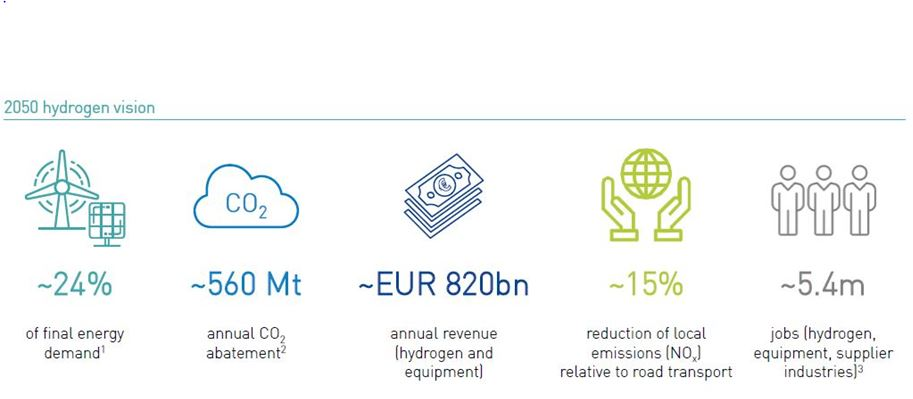 2050 hydrogen vision
CO₂
€
~24%
of final energy
demand¹
~560 Mt
annual CO₂
abatement²
~EUR 820bn
annual revenue
(hydrogen and
equipment)
~15%
reduction of local
emissions (NOₓ)
relative to road transport
~5.4m
jobs (hydrogen,
equipment, supplier
industries)³